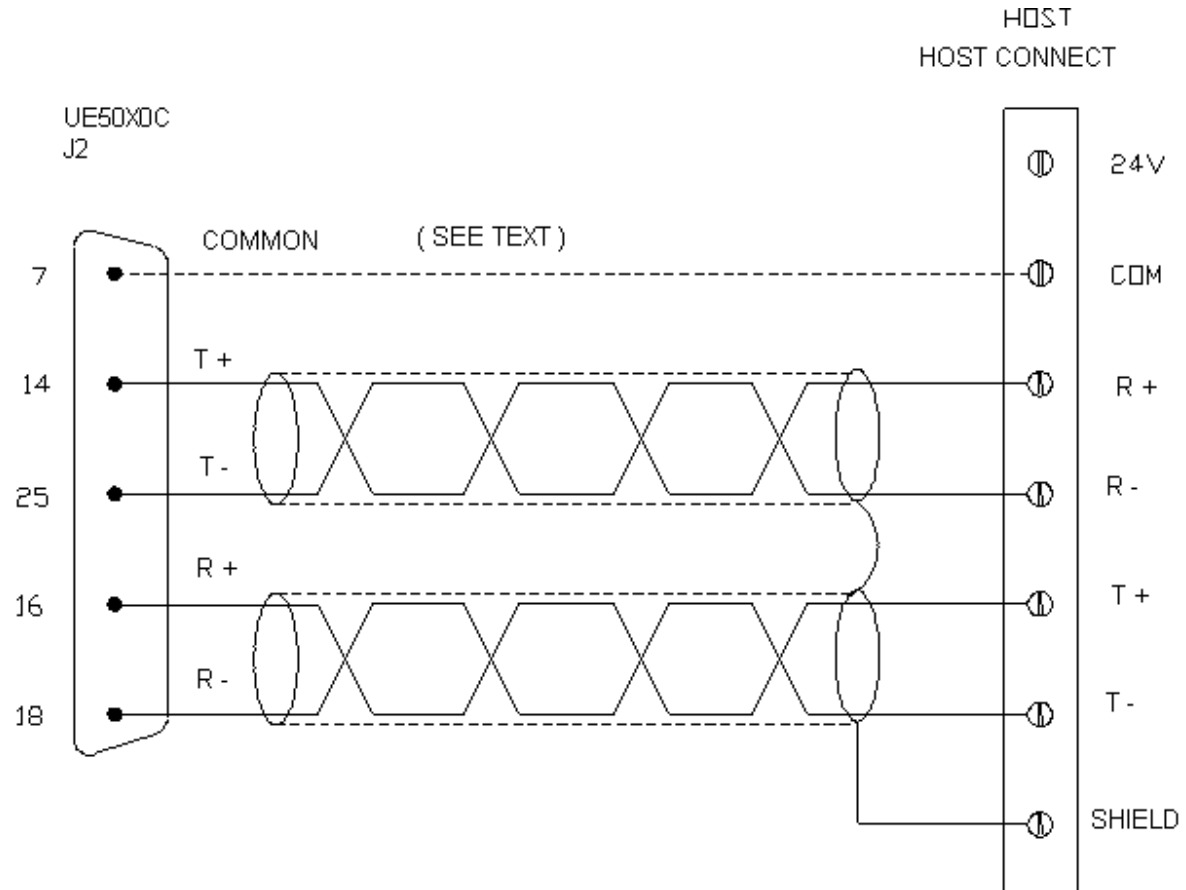 HOST
HOST CONNECT
UE50X0C
J2
24V
COMMON ( SEE TEXT )
7
COM
T +
14
R +
T -
25
R -
R +
16
T +
R -
18
T -
SHIELD